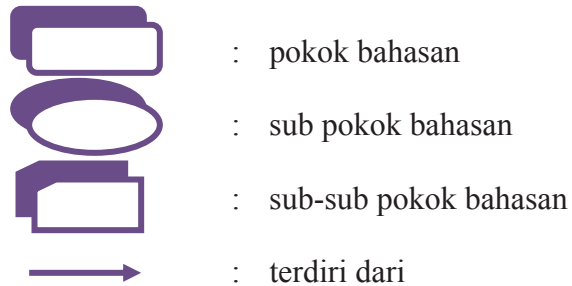 : pokok bahasan
: sub pokok bahasan
: sub-sub pokok bahasan
: terdiri dari